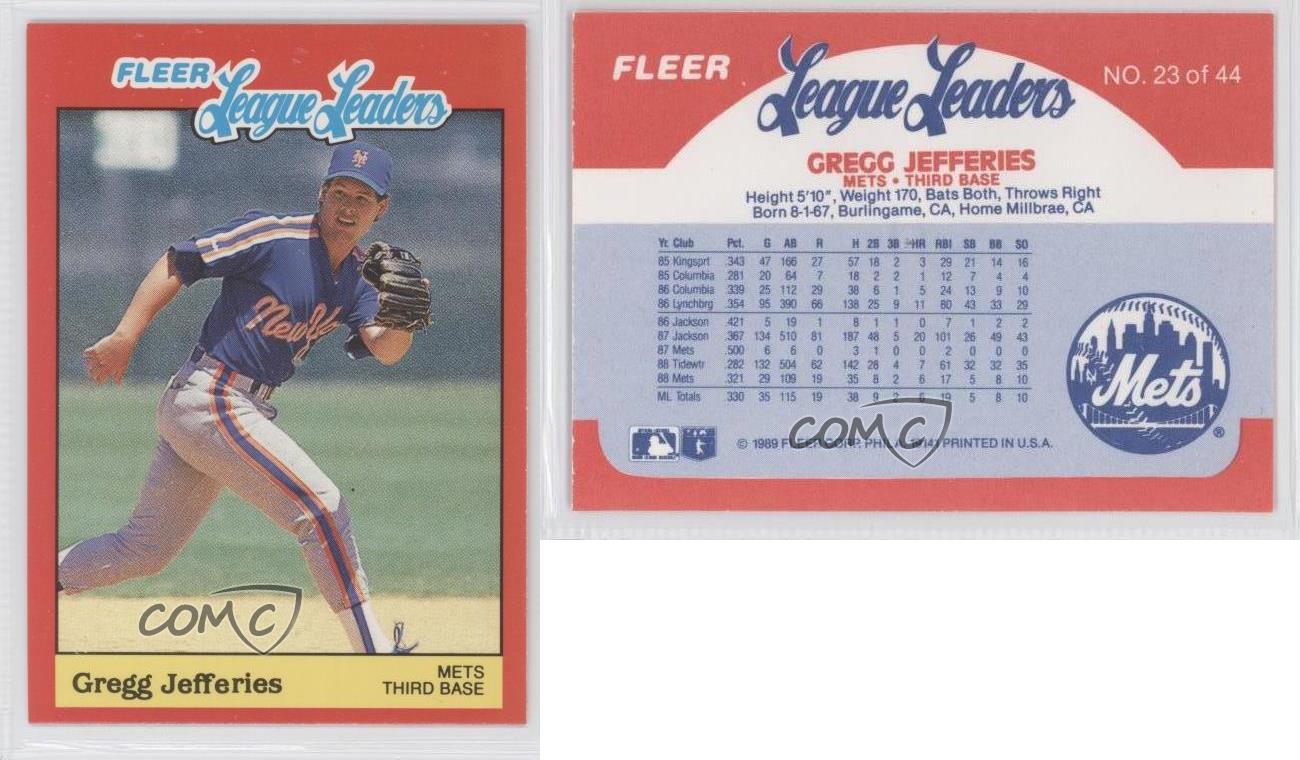 FLEER
League Leaders
NY
New Yo
COMC
Gregg Jefferies
METS
THIRD BASE
FLEER
League Leaders
NO. 23 of 44
GREGG JEFFERIES
METS • THIRD BASE
Height 5'10", Weight 170, Bats Both, Throws Right
Born 8-1-67, Burlingame, CA, Home Millbrae, CA
Yr. Club Pct. G AB R H 2B 3B HR RBI SB BB SO
85 Kingsprt .343 47 166 27 57 18 2 3 29 21 14 16
85 Columbia .281 20 64 7 18 2 2 1 12 7 4 4
86 Columbia .339 25 112 29 38 6 1 5 24 13 9 10
86 Lynchbrg .354 95 390 66 138 25 9 11 80 43 33 29
86 Jackson .421 5 19 1 8 1 1 0 7 1 2 2
87 Jackson .367 134 510 81 187 48 5 20 101 26 49 43
87 Mets .500 6 6 0 3 1 0 0 2 0 0 0
88 Tidewtr .282 132 504 62 142 28 4 7 61 32 32 35
88 Mets .321 29 109 19 35 8 2 6 17 5 8 10
ML Totals .330 35 115 19 38 9 2 6 19 5 8 10
NY
Mets
®
COMC
© 1989 FLEER CORP. PHILA. 19141 PRINTED IN U.S.A.